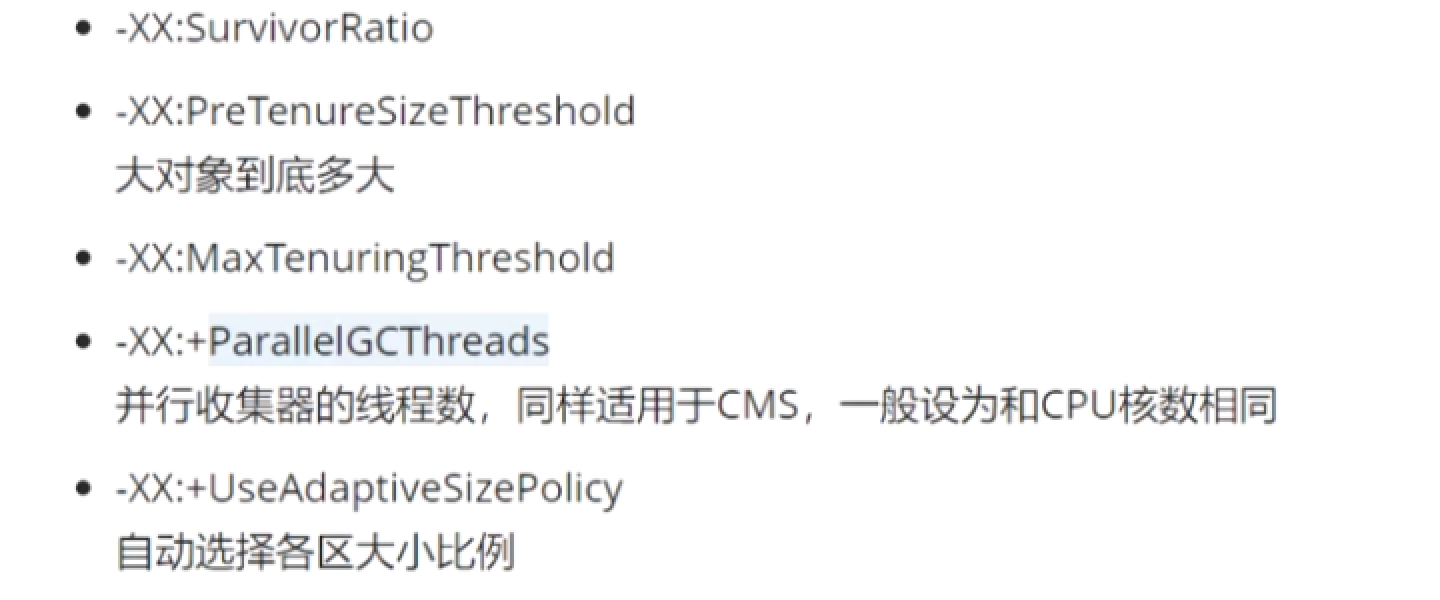 • -XX:SurvivorRatio
• -XX:PreTenureSizeThreshold
大对象到底多大
• -XX:MaxTenuringThreshold
• -XX:+ParallelGCThreads
并行收集器的线程数，同样适用于CMS，一般设为和CPU核数相同
• -XX:+UseAdaptiveSizePolicy
自动选择各区大小比例